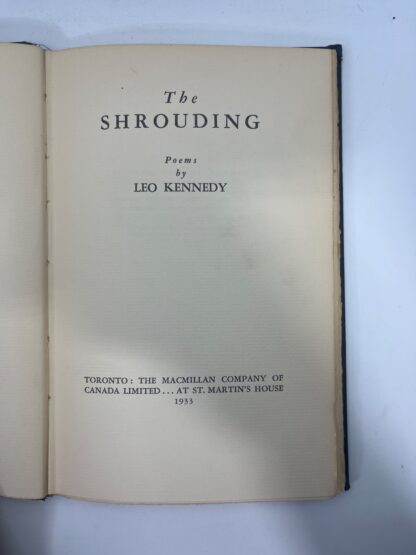 The
SHROUDING
Poems
by
LEO KENNEDY
TORONTO: THE MACMILLAN COMPANY OF
CANADA LIMITED... AT ST. MARTIN'S HOUSE
1933